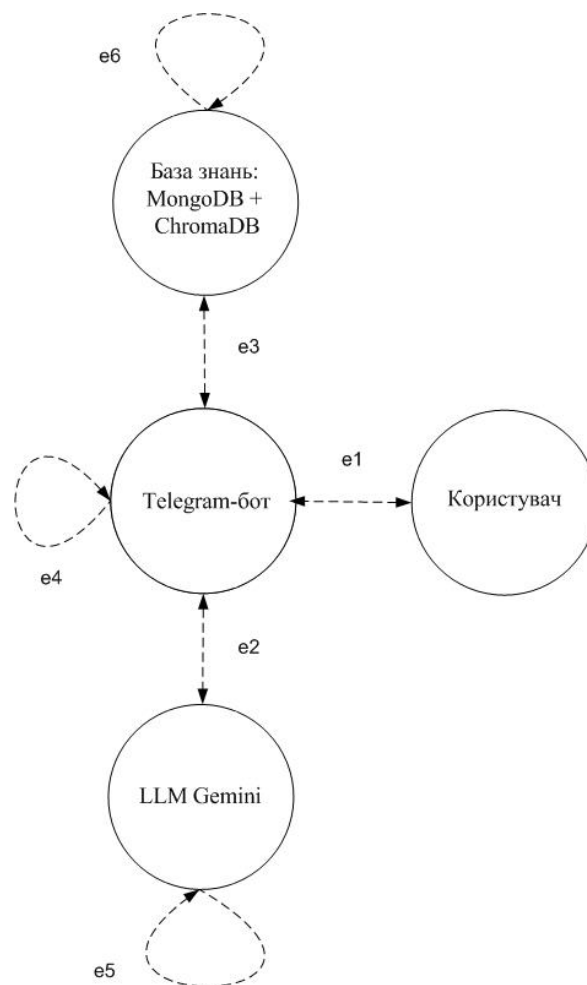 e6
База знань:
MongoDB +
ChromaDB
e3
e1
Telegram-бот
Користувач
e4
e2
LLM Gemini
e5